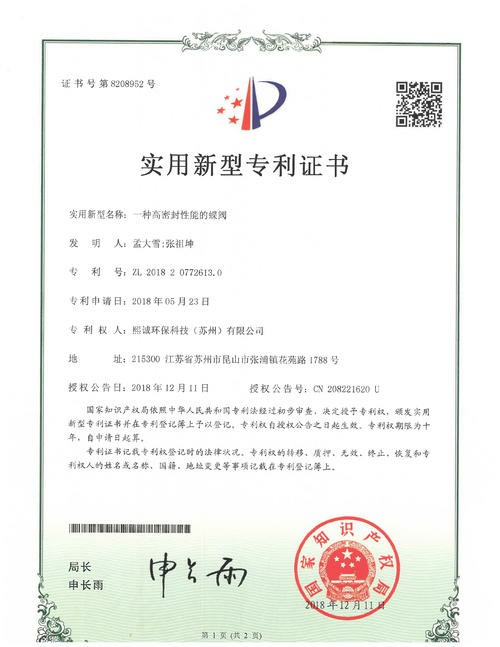 证书号第8208952号
实用新型专利证书
实用新型名称：一种高密封性能的蝶阀
发 明 人：孟大雪;张祖坤
专 利 号：ZL 2018 2 0772613.0
专利申请日：2018年05月23日
专 利 权 人：熙诚环保科技（苏州）有限公司
地 址：215300 江苏省苏州市昆山市张浦镇花苑路1788号
授权公告日：2018年12月11日 授权公告号：CN 208221620 U
国家知识产权局依照中华人民共和国专利法经过初步审查，决定授予专利权，颁发实用
新型专利证书并在专利登记簿上予以登记。专利权自授权公告之日起生效。专利权期限为十
年，自申请日起算。
专利证书记载专利权登记时的法律状况。专利权的转移、质押、无效、终止、恢复和专
利权人的姓名或名称、国籍、地址变更等事项记载在专利登记簿上。
局长
申长雨
申长雨
国家知识产权局
2018年12月11日
第1页（共2页）